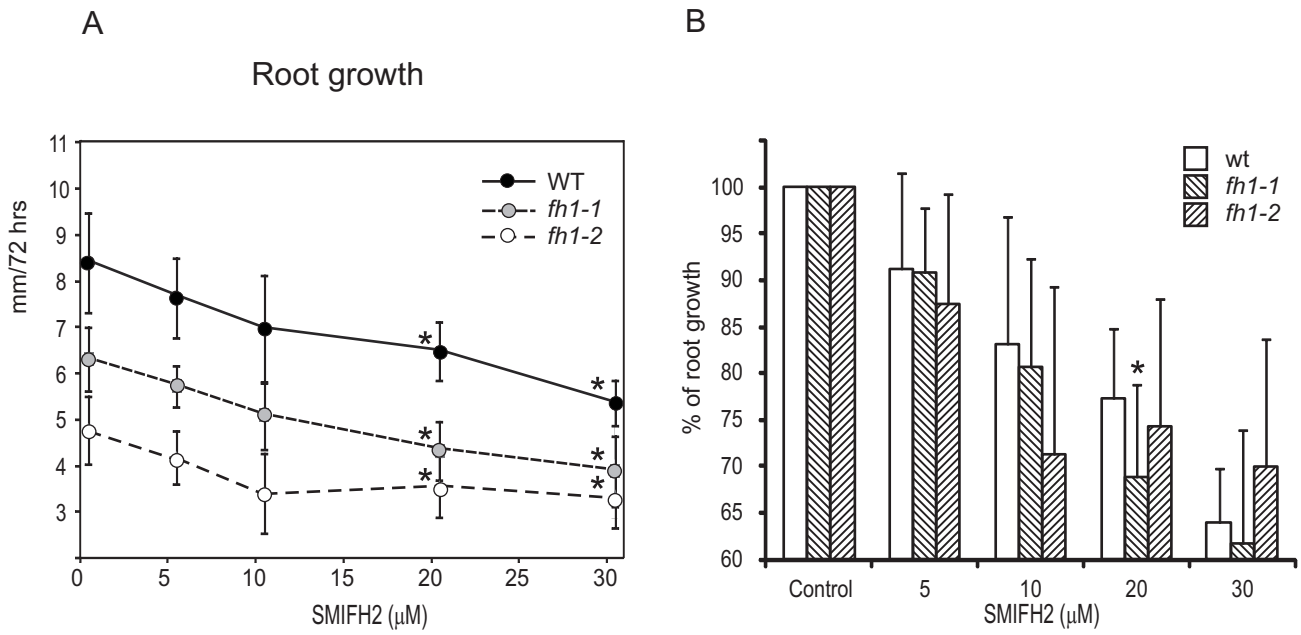 A
Root growth
mm/72 hrs
11
10
9
8
7
6
5
4
3
WT
fh1-1
fh1-2
*
*
*
*
*
*
0
5
10
15
20
25
30
SMIFH2 (μM)
B
% of root growth
100
95
90
85
80
75
70
65
60
wt
fh1-1
fh1-2
*
Control
5
10
20
30
SMIFH2 (μM)